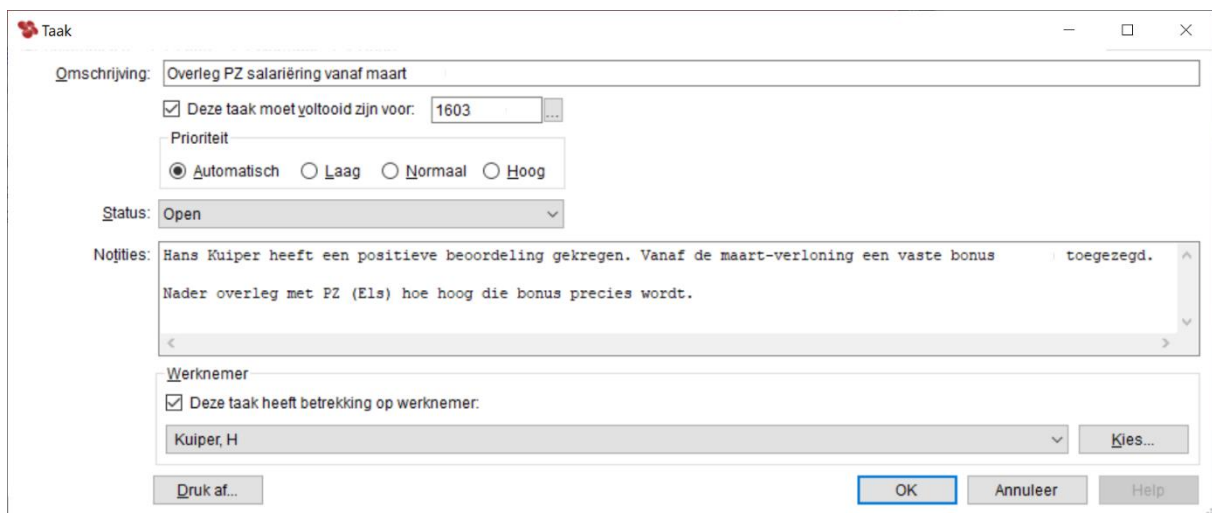 Taak
Omschrijving: Overleg PZ salariëring vanaf maart
Deze taak moet voltooid zijn voor: 1603 ...
Prioriteit
Automatisch Laag Normaal Hoog
Status: Open
Notities: Hans Kuiper heeft een positieve beoordeling gekregen. Vanaf de maart-verloning een vaste bonus toegezegd.
Nader overleg met PZ (Els) hoe hoog die bonus precies wordt.
Werknemer
Deze taak heeft betrekking op werknemer:
Kuiper, H Kies...
Druk af... OK Annuleer Help